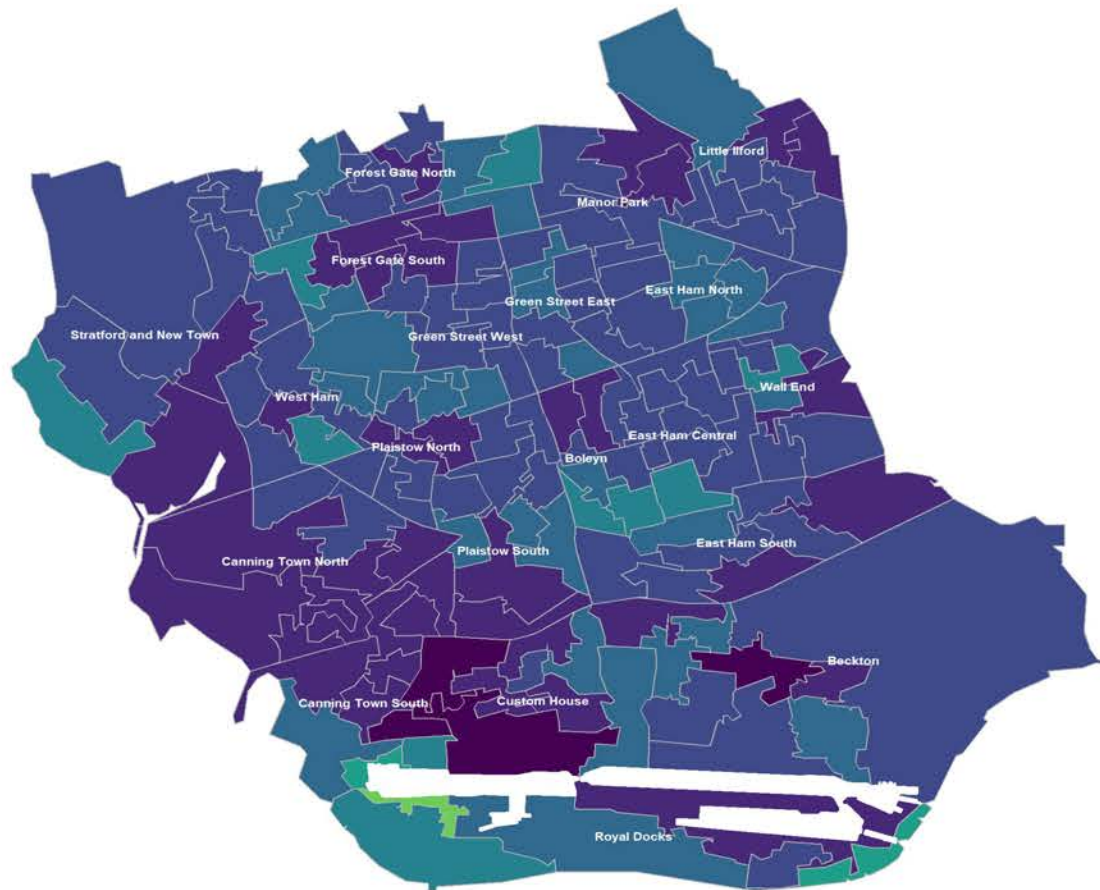 Little Ilford
Forest Gate North
Manor Park
Forest Gate South
East Ham North
Green Street East
Stratford and New Town
Green Street West
Wall End
West Ham
East Ham Central
Plaistow North
Boleyn
East Ham South
Plaistow South
Canning Town North
Beckton
Custom House
Canning Town South
Royal Docks